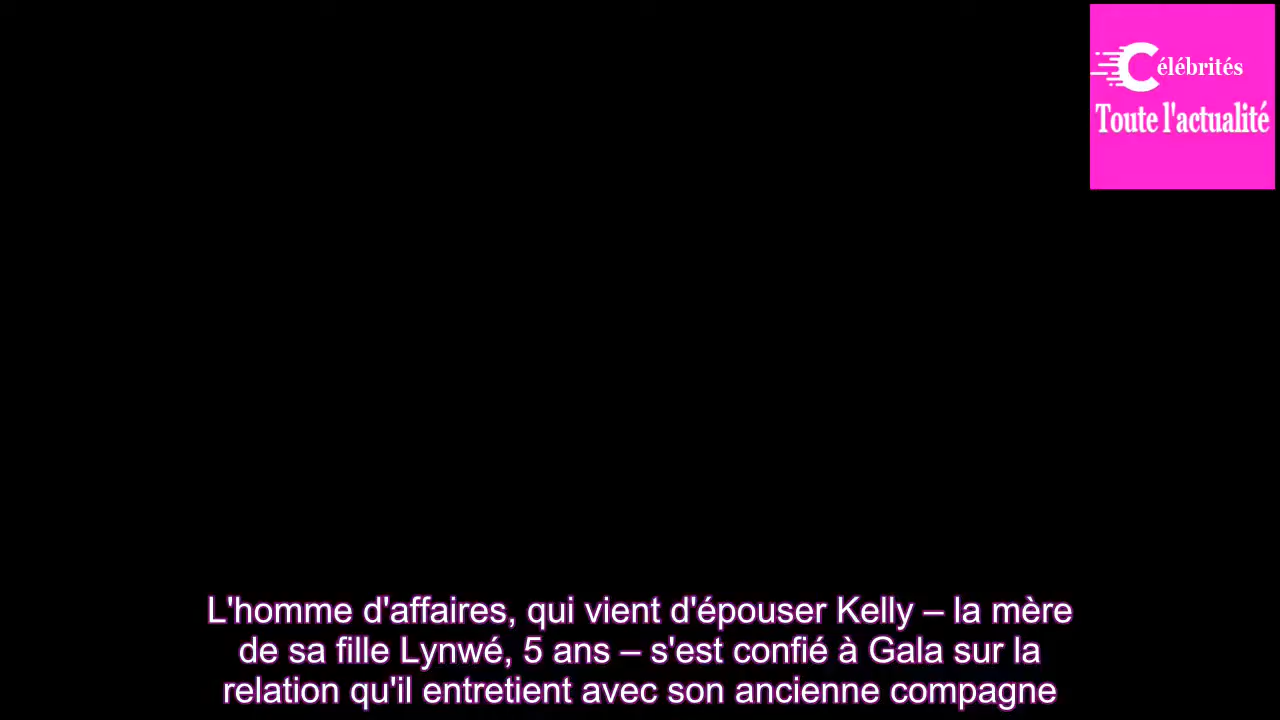 Célébrités
Toute l'actualité
L'homme d'affaires, qui vient d'épouser Kelly – la mère
de sa fille Lynwé, 5 ans – s'est confié à Gala sur la
relation qu'il entretient avec son ancienne compagne